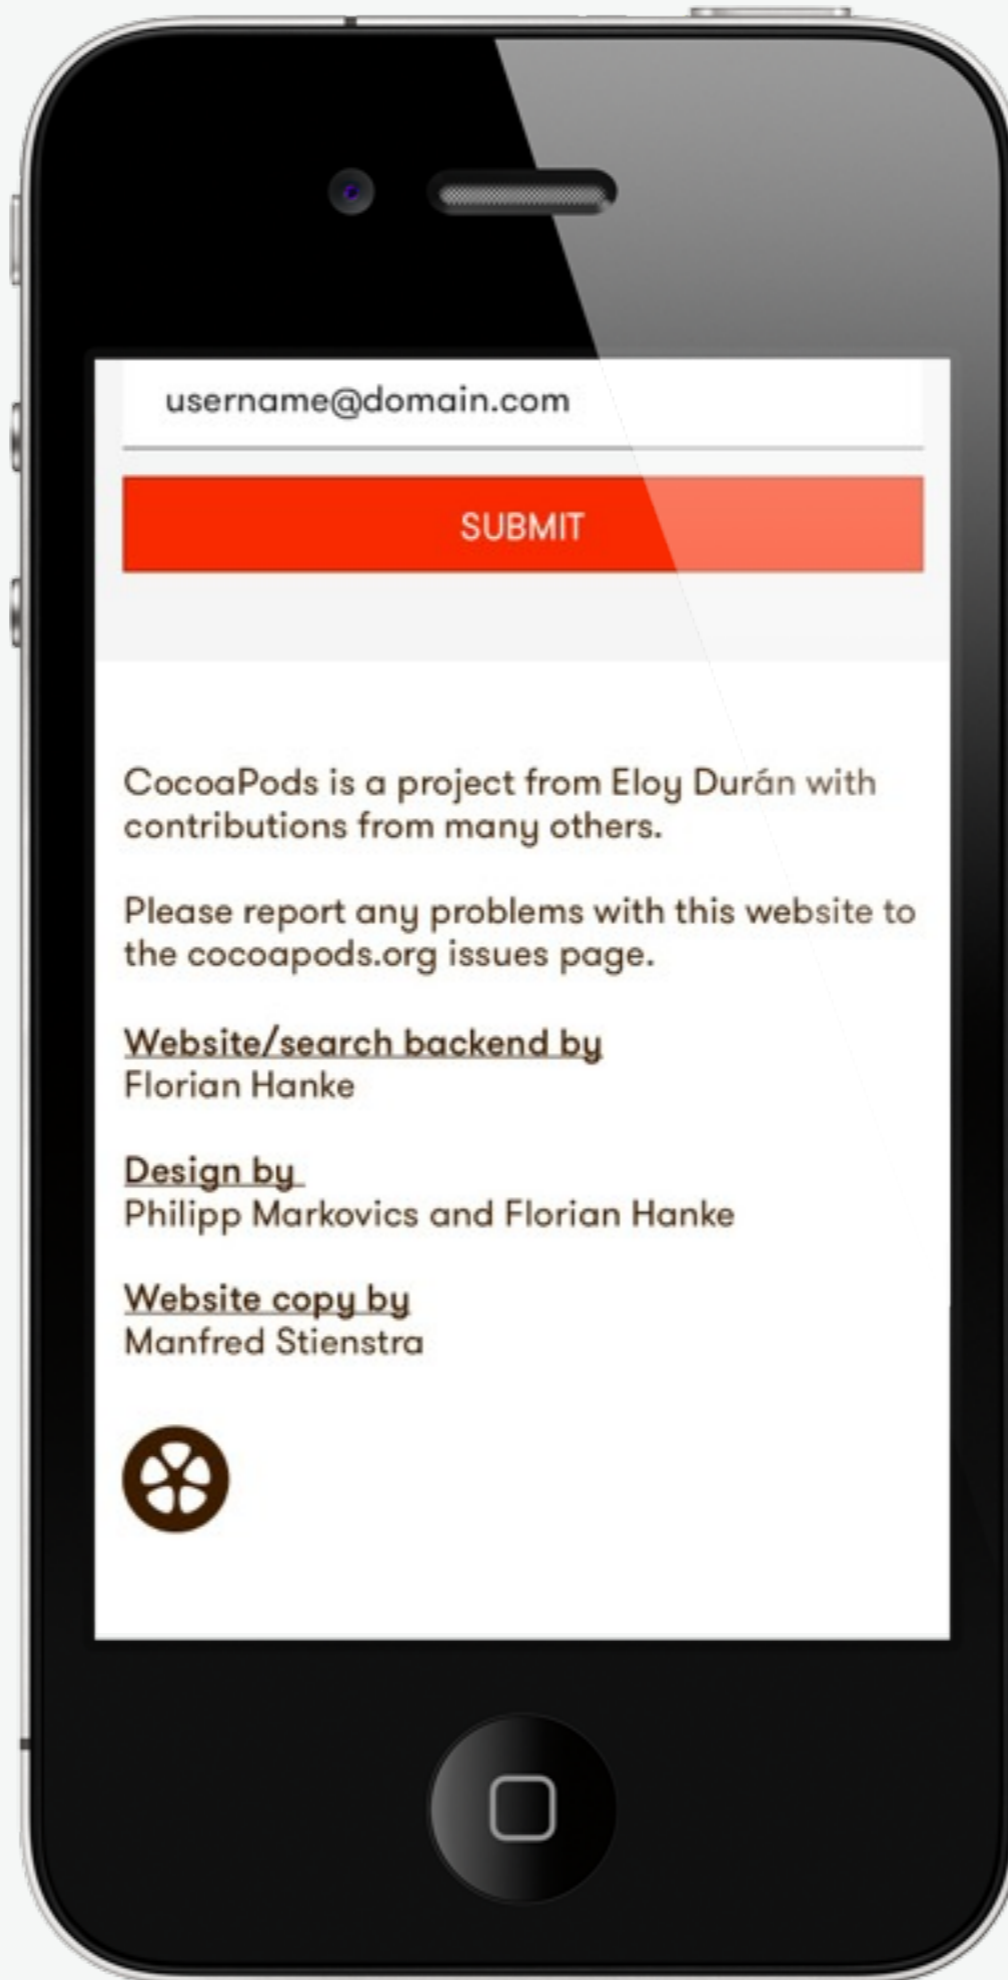 username@domain.com
SUBMIT
CocoaPods is a project from Eloy Durán with
contributions from many others.
Please report any problems with this website to
the cocoapods.org issues page.
Website/search backend by
Florian Hanke
Design by
Philipp Markovics and Florian Hanke
Website copy by
Manfred Stienstra